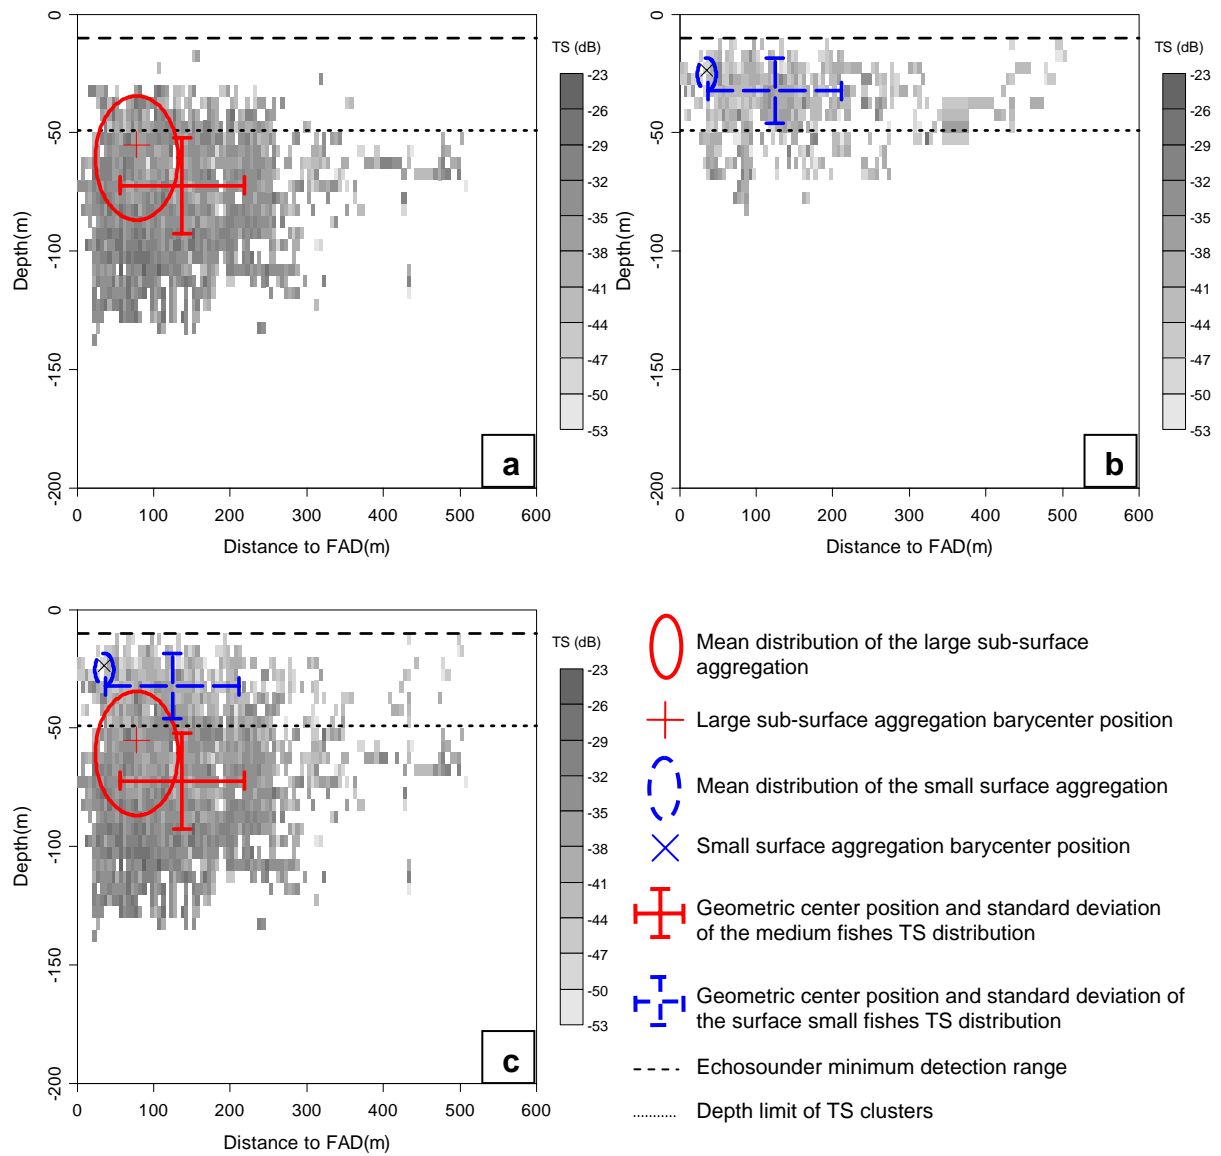 0
-50
-100
-150
-200
Depth(m)
0 100 200 300 400 500 600
Distance to FAD(m)
a
TS (dB)
-23
-26
-29
-32
-35
-38
-41
-44
-47
-50
-53
0
-50
-100
-150
-200
Depth(m)
0 100 200 300 400 500 600
Distance to FAD(m)
b
TS (dB)
-23
-26
-29
-32
-35
-38
-41
-44
-47
-50
-53
0
-50
-100
-150
-200
Depth(m)
0 100 200 300 400 500 600
Distance to FAD(m)
c
TS (dB)
-23
-26
-29
-32
-35
-38
-41
-44
-47
-50
-53
Mean distribution of the large sub-surface
aggregation
Large sub-surface aggregation barycenter position
Mean distribution of the small surface aggregation
Small surface aggregation barycenter position
Geometric center position and standard deviation
of the medium fishes TS distribution
Geometric center position and standard deviation of
the surface small fishes TS distribution
Echosounder minimum detection range
Depth limit of TS clusters